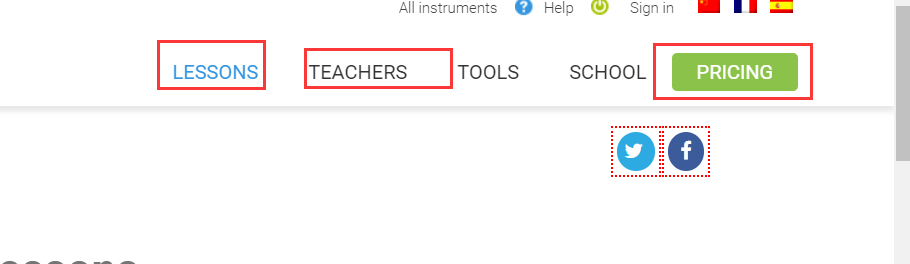 All instruments ? Help Sign in
LESSONS TEACHERS TOOLS SCHOOL PRICING